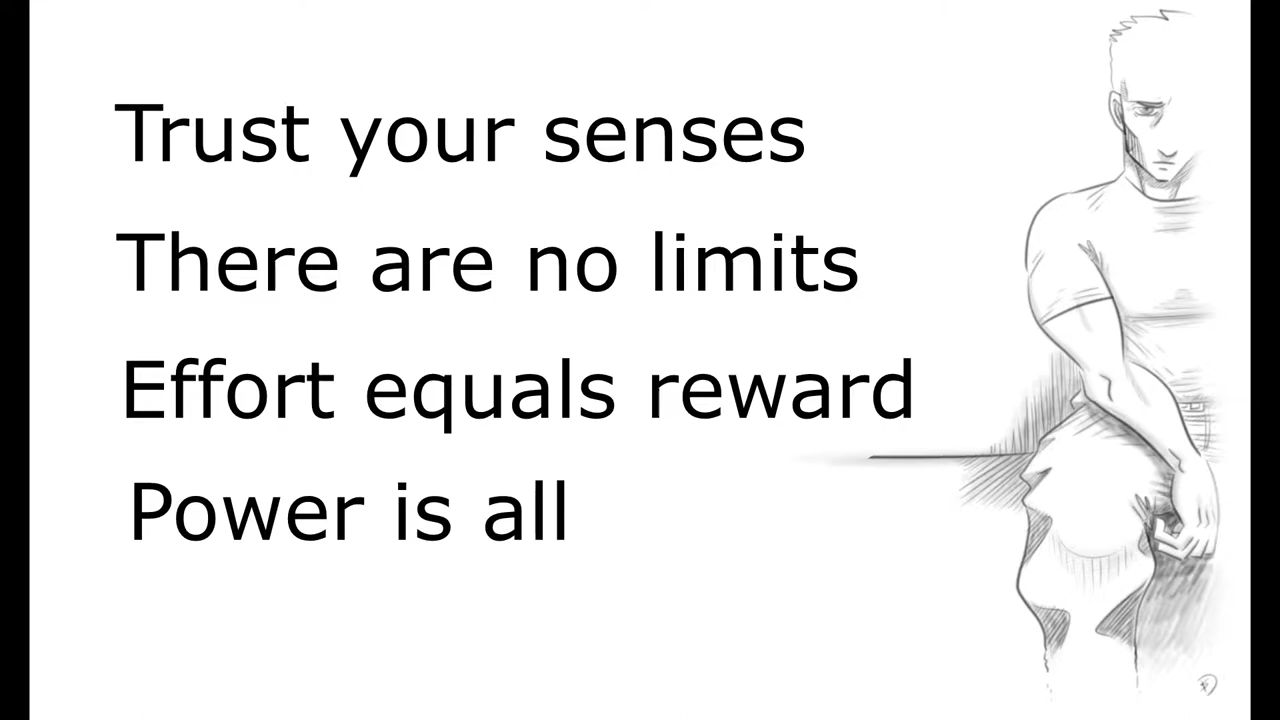 Trust your senses
There are no limits
Effort equals reward
Power is all